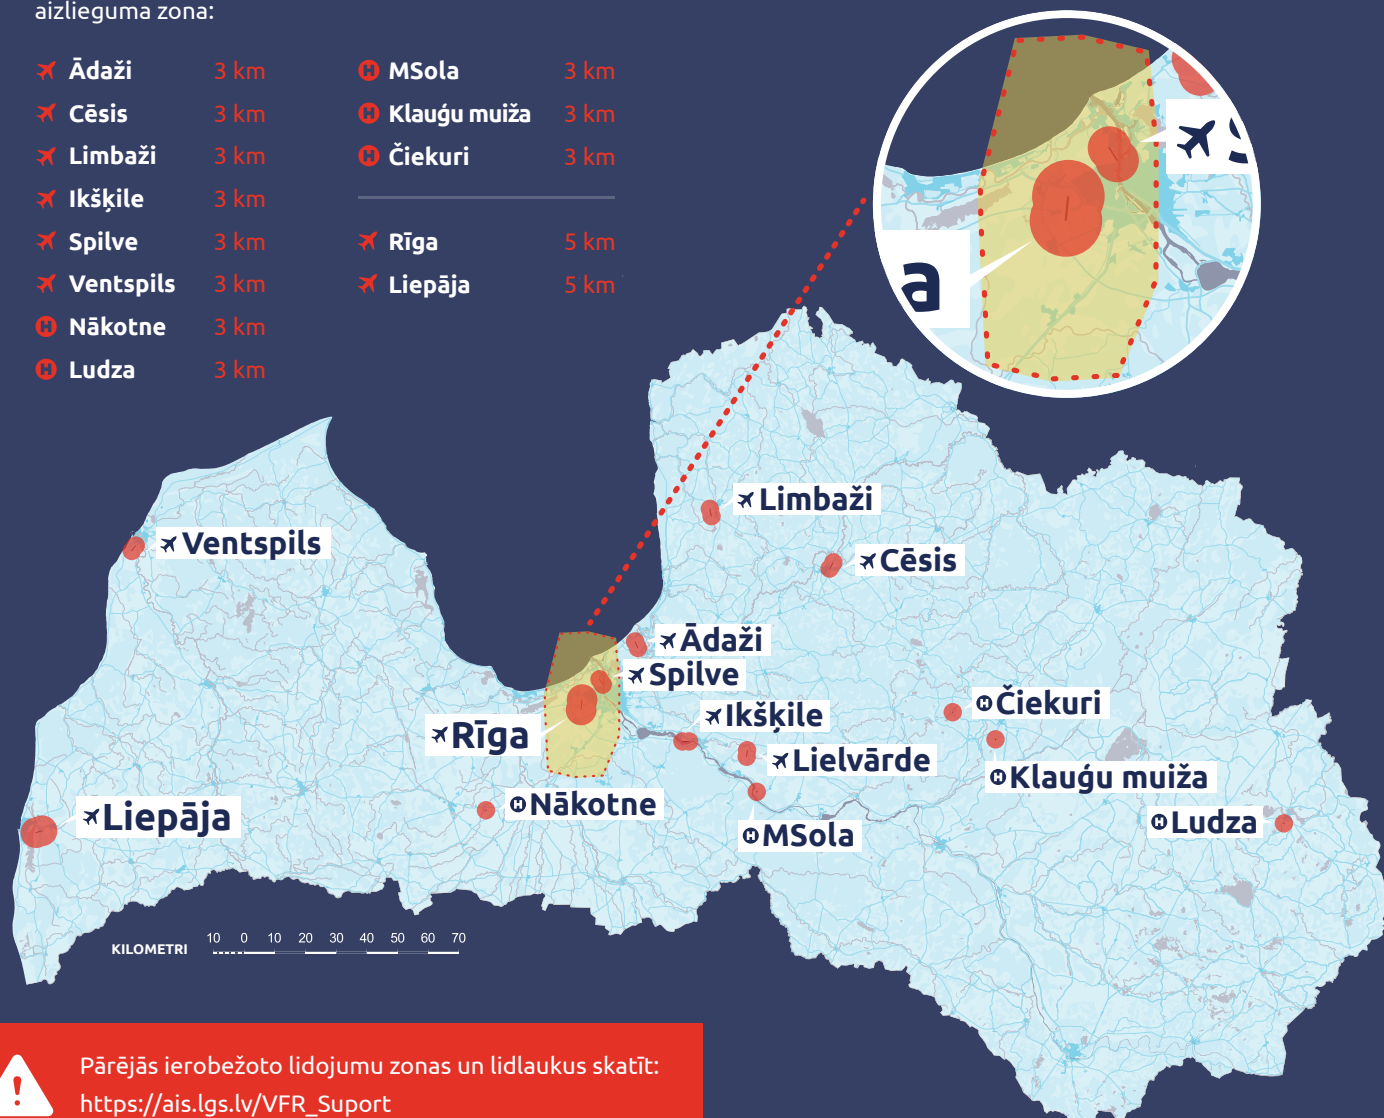 aizlieguma zona:
Ādaži 3 km
Cēsis 3 km
Limbaži 3 km
Ikšķile 3 km
Spilve 3 km
Ventspils 3 km
Nākotne 3 km
Ludza 3 km
MSola 3 km
Klauģu muiža 3 km
Čiekuri 3 km
Rīga 5 km
Liepāja 5 km
a
Limbaži
Ventspils
Cēsis
Ādaži
Spilve
Čiekuri
Ikšķile
Rīga
Lielvārde
Klauģu muiža
Nākotne
Liepāja
Ludza
MSola
KILOMETRI 10 0 10 20 30 40 50 60 70
Pārējās ierobežoto lidojumu zonas un lidlaukus skatīt:
https://ais.lgs.lv/VFR_Suport